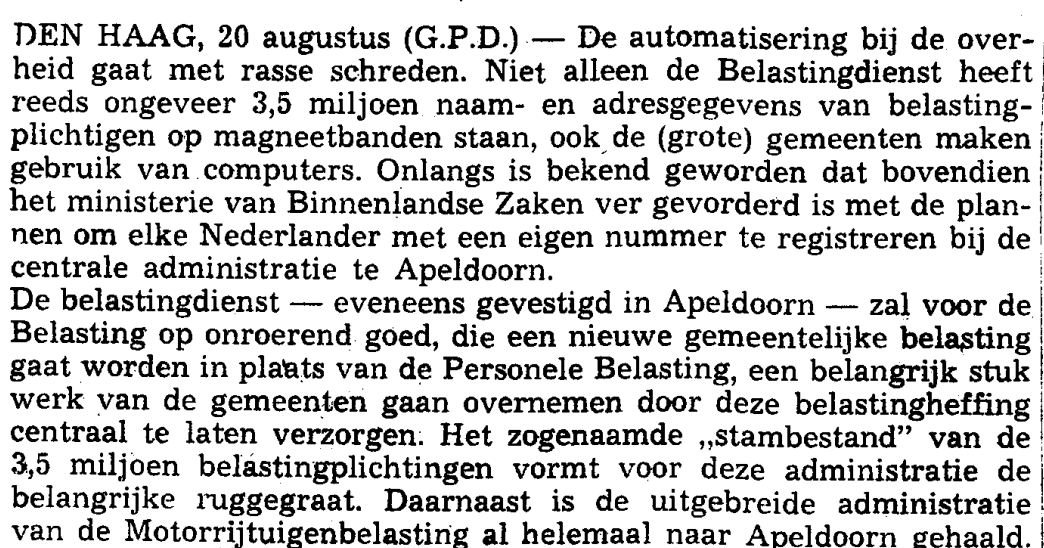 DEN HAAG, 20 augustus (G.P.D.) — De automatisering bij de over-
heid gaat met rasse schreden. Niet alleen de Belastingdienst heeft
reeds ongeveer 3,5 miljoen naam- en adresgegevens van belasting-
plichtigen op magneetbanden staan, ook de (grote) gemeenten maken
gebruik van computers. Onlangs is bekend geworden dat bovendien
het ministerie van Binnenlandse Zaken ver gevorderd is met de plan-
nen om elke Nederlander met een eigen nummer te registreren bij de
centrale administratie te Apeldoorn.
De belastingdienst — eveneens gevestigd in Apeldoorn — zal voor de
Belasting op onroerend goed, die een nieuwe gemeentelijke belasting
gaat worden in plaats van de Personele Belasting, een belangrijk stuk
werk van de gemeenten gaan overnemen door deze belastingheffing
centraal te laten verzorgen. Het zogenaamde „stambestand” van de
3,5 miljoen belastingplichtingen vormt voor deze administratie de
belangrijke ruggegraat. Daarnaast is de uitgebreide administratie
van de Motorrijtuigenbelasting al helemaal naar Apeldoorn gehaald.